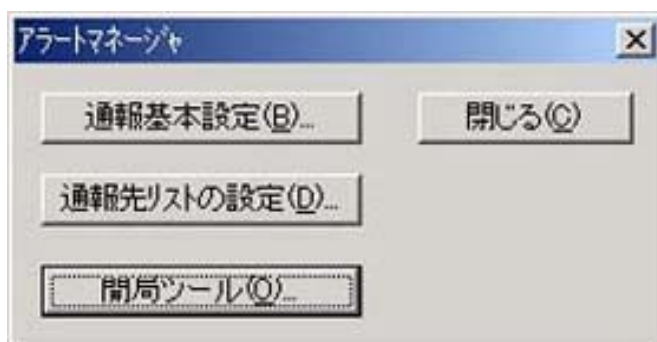 アラートマネージャ
通報基本設定(B)...
閉じる(C)
通報先リストの設定(D)...
開局ツール(O)...